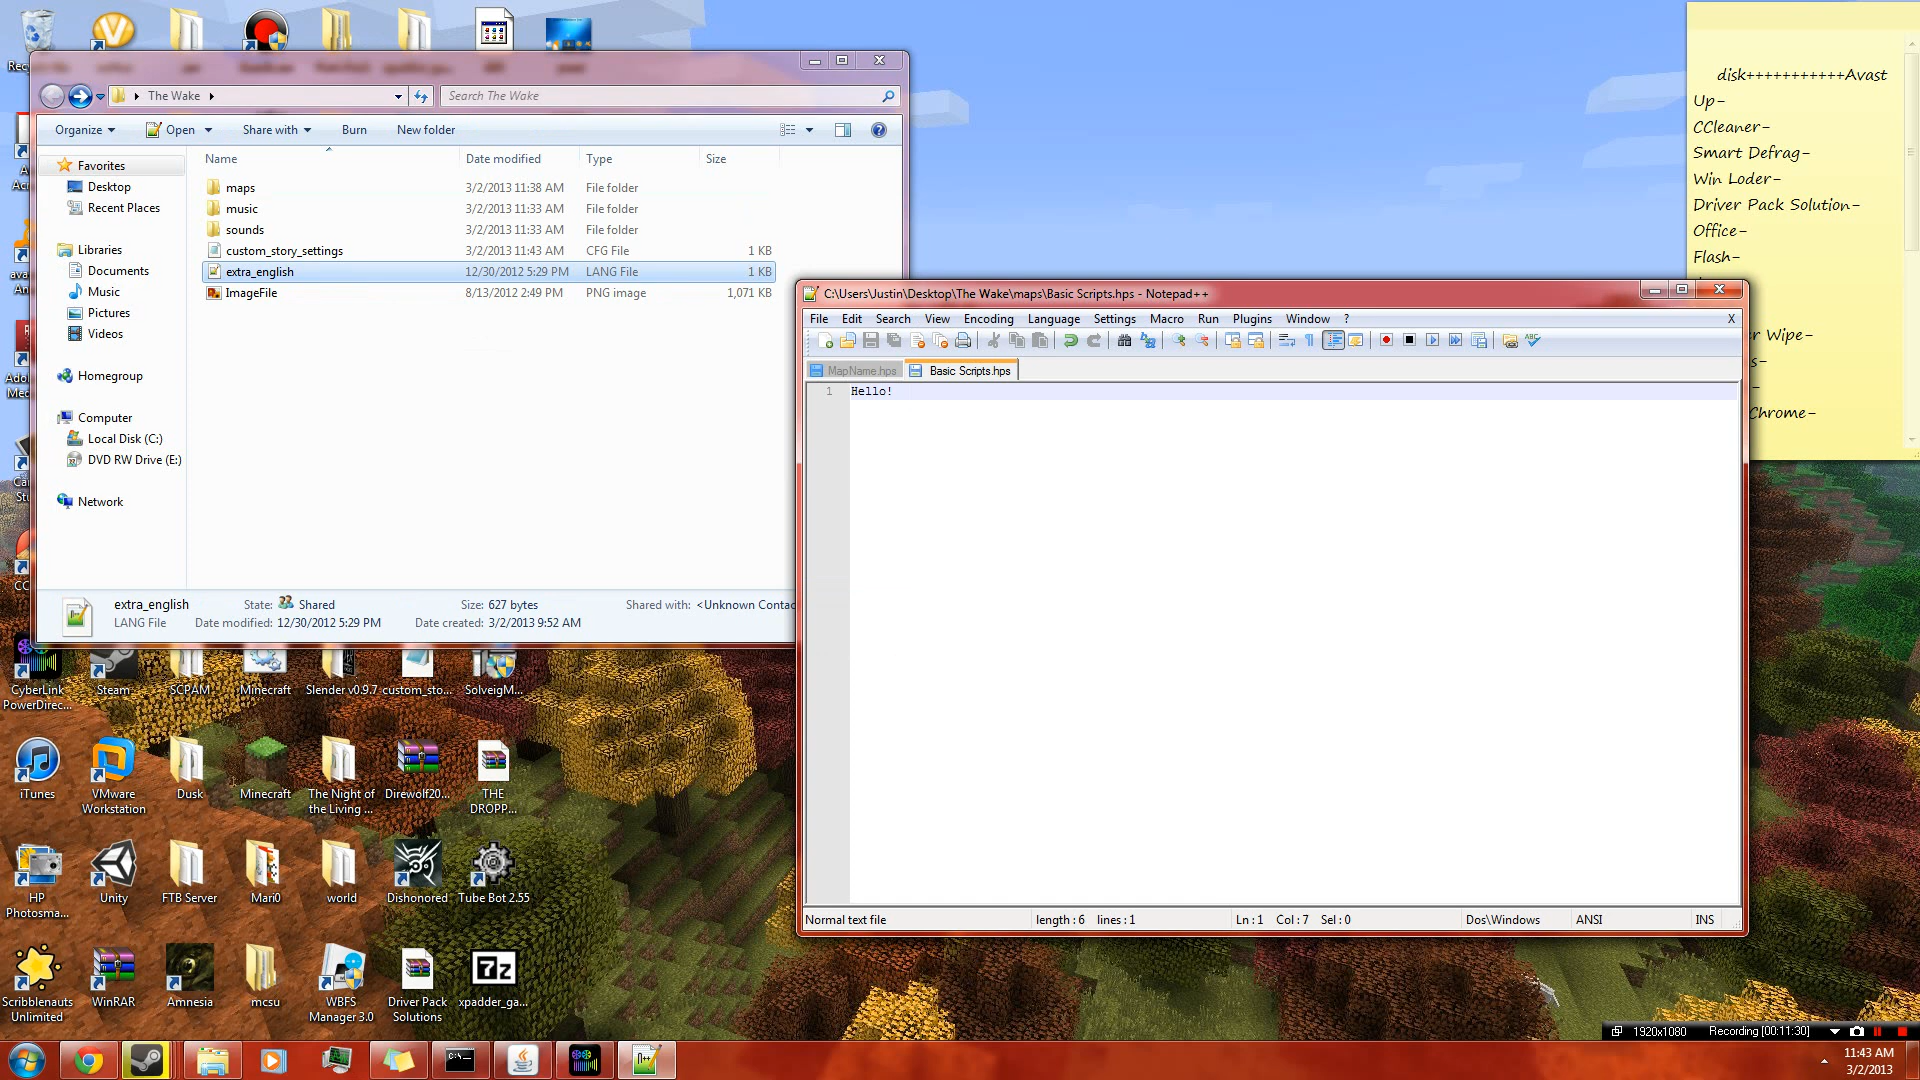 The Wake
Search The Wake
Organize
Open
Share with
Burn
New folder
Name
Date modified
Type
Size
Favorites
Desktop
Recent Places
Libraries
Documents
Music
Pictures
Videos
Homegroup
Computer
Local Disk (C:)
DVD RW Drive (E:)
Network
maps 3/2/2013 11:38 AM File folder
music 3/2/2013 11:33 AM File folder
sounds 3/2/2013 11:33 AM File folder
custom_story_settings 3/2/2013 11:43 AM CFG File 1 KB
extra_english 12/30/2012 5:29 PM LANG File 1 KB
ImageFile 8/13/2012 2:49 PM PNG image 1,071 KB
extra_english State: Shared Size: 627 bytes Shared with: <Unknown Contac
LANG File Date modified: 12/30/2012 5:29 PM Date created: 3/2/2013 9:52 AM
C:\Users\Justin\Desktop\The Wake\maps\Basic Scripts.hps - Notepad++
File Edit Search View Encoding Language Settings Macro Run Plugins Window ? X
MapName.hps
Basic Scripts.hps
1 Hello!
Normal text file length : 6 lines : 1 Ln : 1 Col : 7 Sel : 0 Dos\Windows ANSI INS
disk+++++++++++Avast
Up-
CCleaner-
Smart Defrag-
Win Loder-
Driver Pack Solution-
Office-
Flash-
r Wipe-
s-
-
Chrome-
CyberLink PowerDirec...
Steam
SCPAM
Minecraft
Slender v0.9.7
custom_sto...
SolveigM...
iTunes
VMware Workstation
Dusk
Minecraft
The Night of the Living ...
Direwolf20...
THE DROPP...
HP Photosma...
Unity
FTB Server
Mari0
world
Dishonored
Tube Bot 2.55
Scribblenauts Unlimited
WinRAR
Amnesia
mcsu
WBFS Manager 3.0
Driver Pack Solutions
7z
xpadder_ga...
1920x1080 Recording [00:11:30]
11:43 AM
3/2/2013